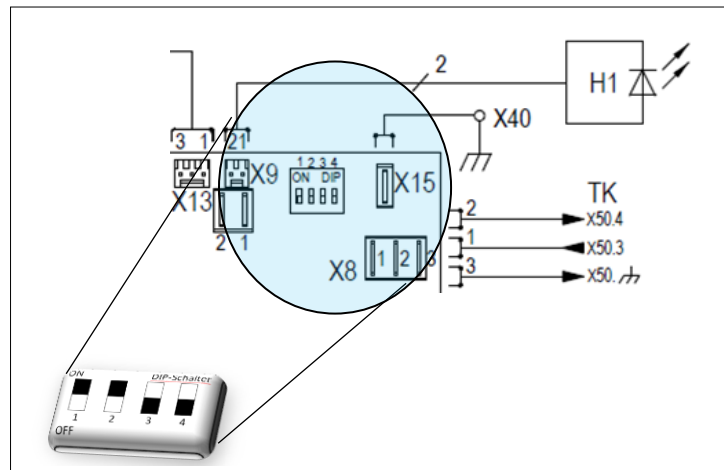 2
H1
X40
3 1
21
X13
X9
1 2 3 4
ON DIP
X15
2 1
TK
2
X50.4
X8
1 2 3
1
X50.3
3
X50.
ON
DIP-Schalter
1 2 3 4
OFF